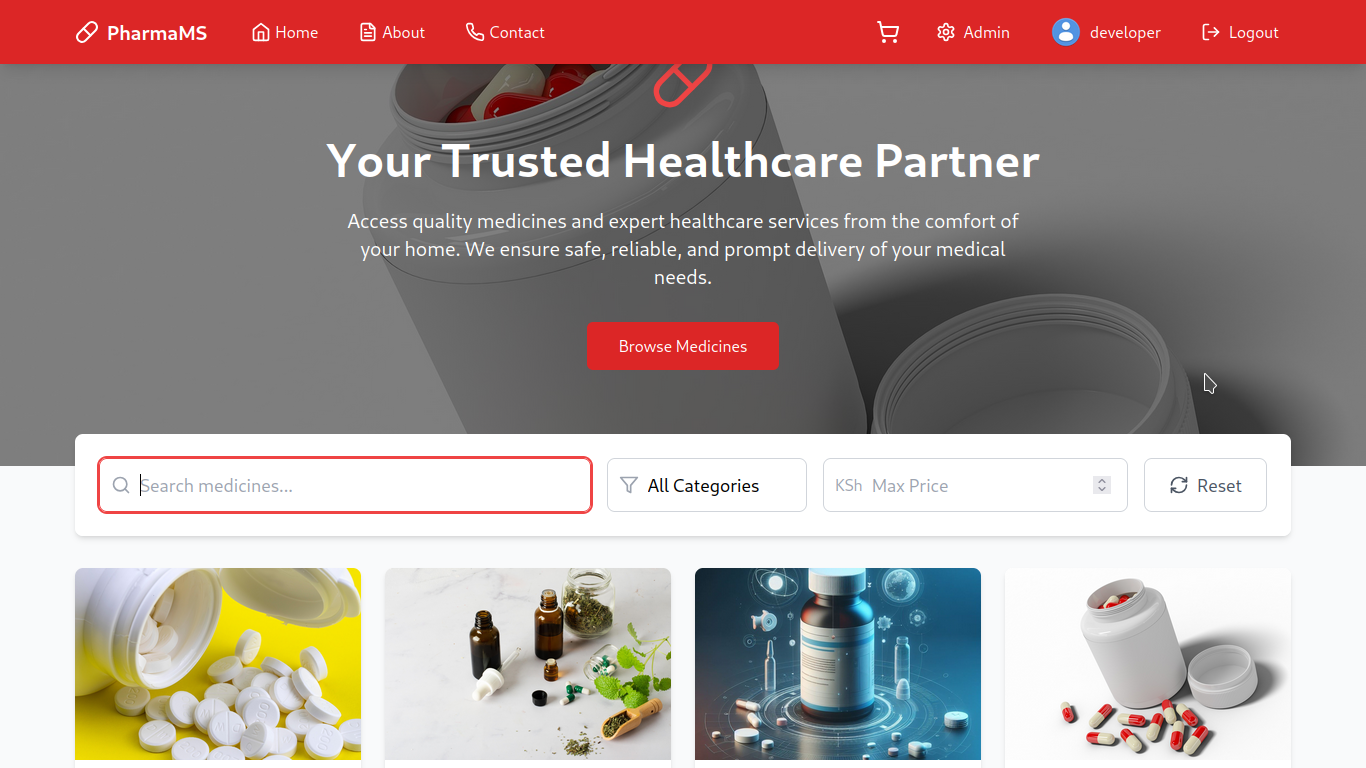 PharmaMS Home About Contact Admin developer Logout
Your Trusted Healthcare Partner
Access quality medicines and expert healthcare services from the comfort of
your home. We ensure safe, reliable, and prompt delivery of your medical
needs.
Browse Medicines
Search medicines... All Categories KSh Max Price Reset